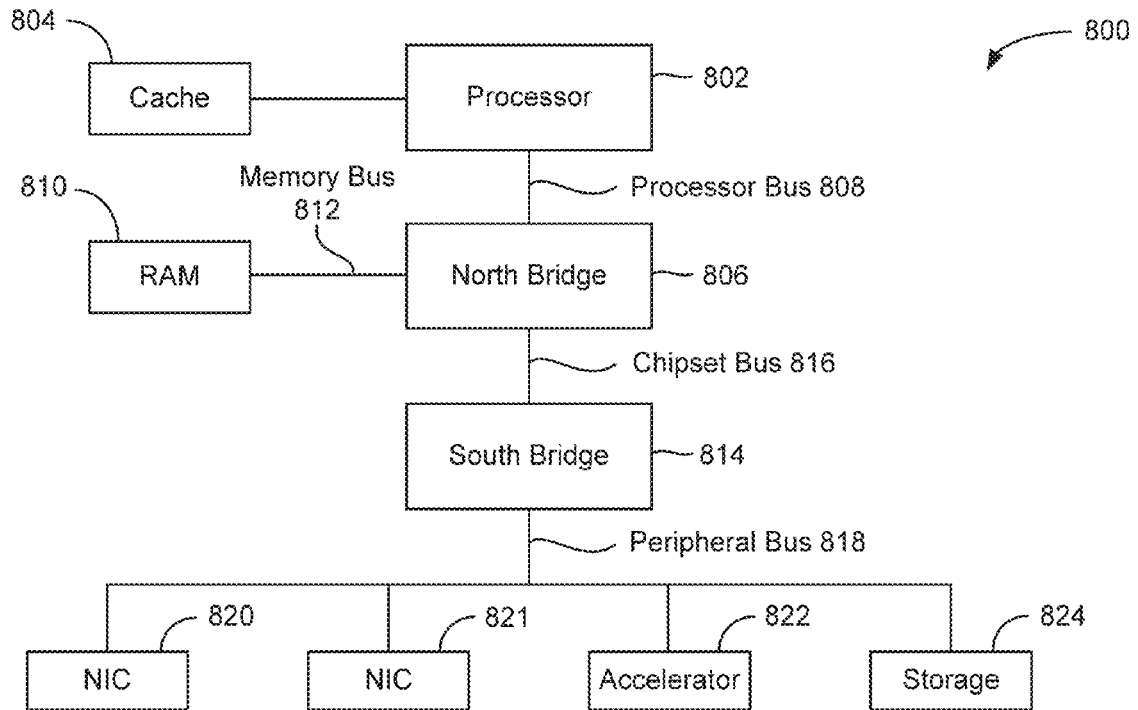 804
800
Cache
Processor
802
810
Memory Bus
812
Processor Bus 808
RAM
North Bridge
806
Chipset Bus 816
South Bridge
814
Peripheral Bus 818
820
821
822
824
NIC
NIC
Accelerator
Storage